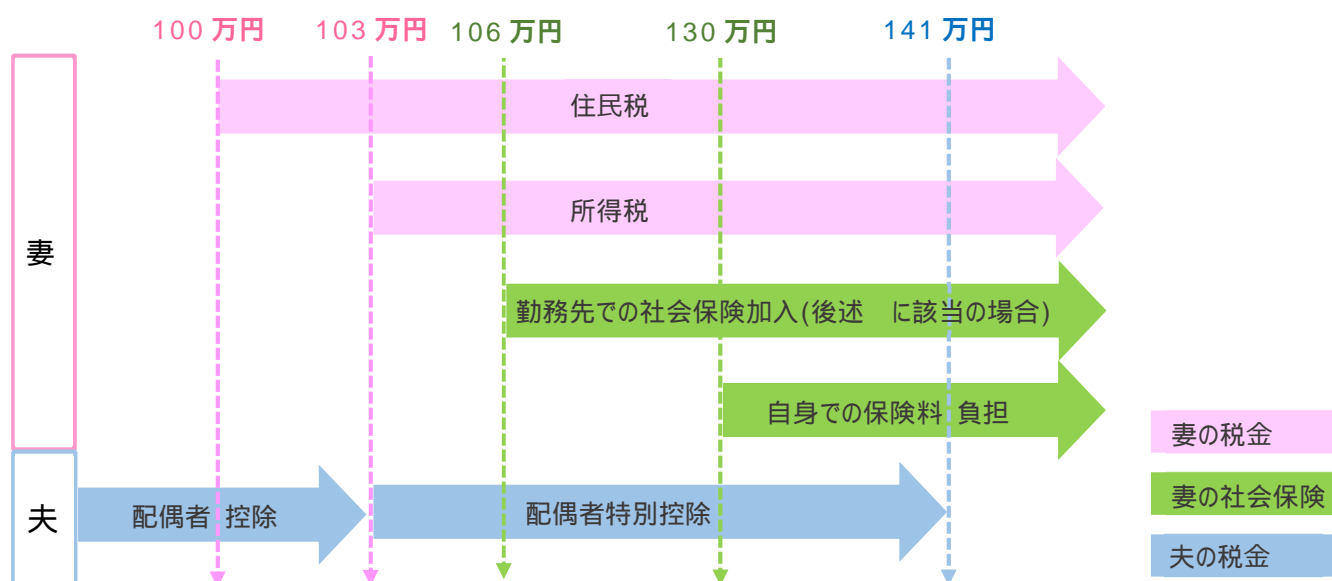 100 万円
103 万円
106 万円
130 万円
141 万円
妻
住民税
所得税
勤務先での社会保険加入(後述 に該当の場合)
自身での保険料 負担
夫
配偶者 控除
配偶者特別控除
妻の税金
妻の社会保険
夫の税金